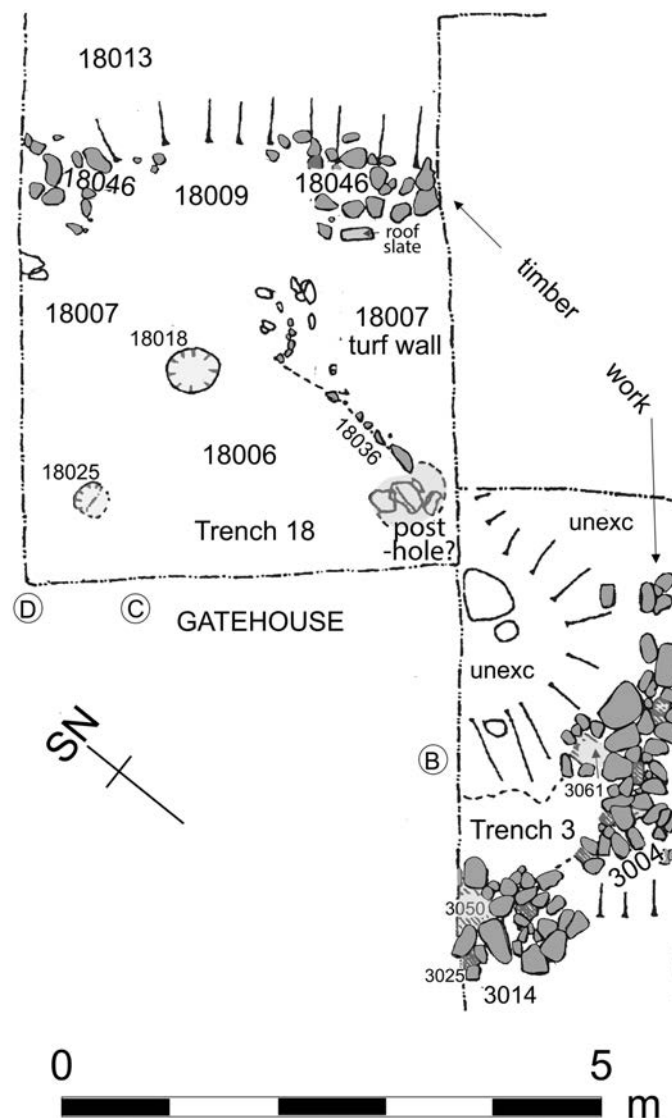 18013
18046
18009
18046
roof
slate
timber
18007
18007
turf wall
18018
work
18036
18006
18025
Trench 18
post
-hole?
unexc
D
C
GATEHOUSE
unexc
SN
B
3061
Trench 3
3004
3050
3025
3014
0
5
m